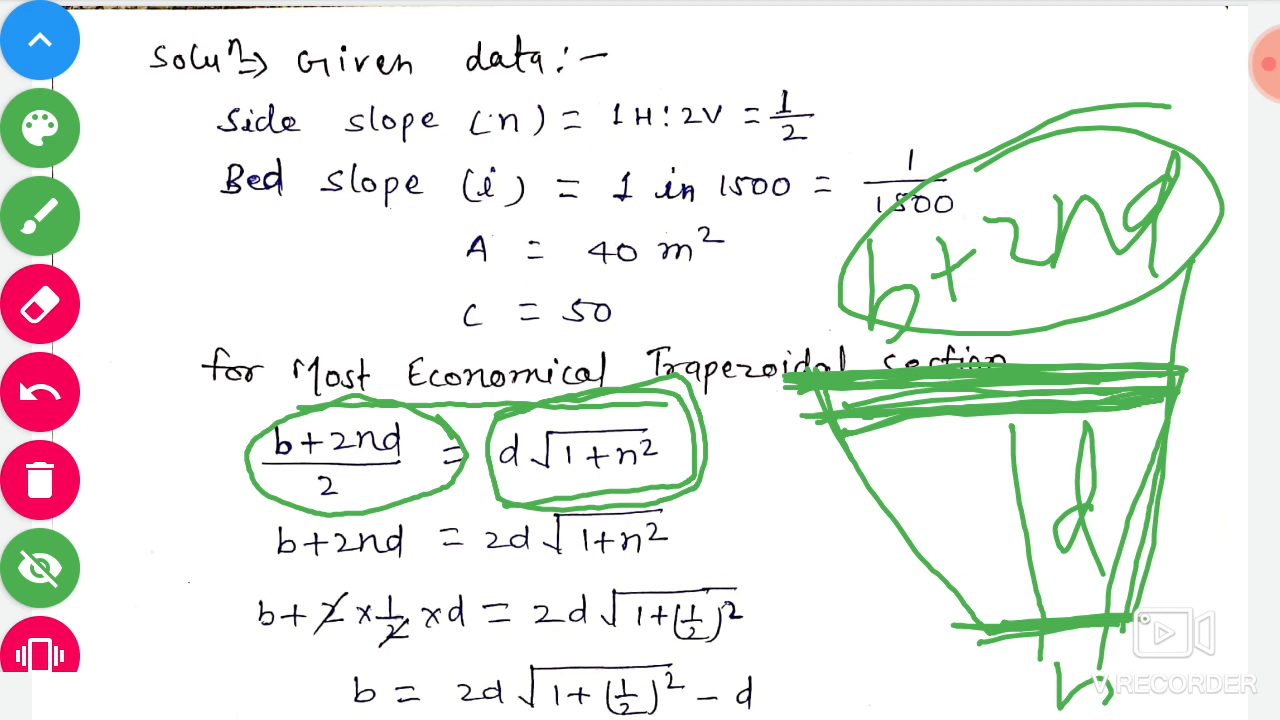 Soluⁿ⇒ Given data:-
Side slope (n) = 1H:2V = 1/2
Bed slope (i) = 1 in 1500 = 1/1500
A = 40 m²
C = 50
for Most Economical Trapezoidal section
(b+2nd)/2 = d√(1+n²)
b+2nd = 2d√(1+n²)
b+2×1/2×d = 2d√(1+(1/2)²)
b = 2d√(1+(1/2)²) - d
b+2nd
d
b
V RECORDER